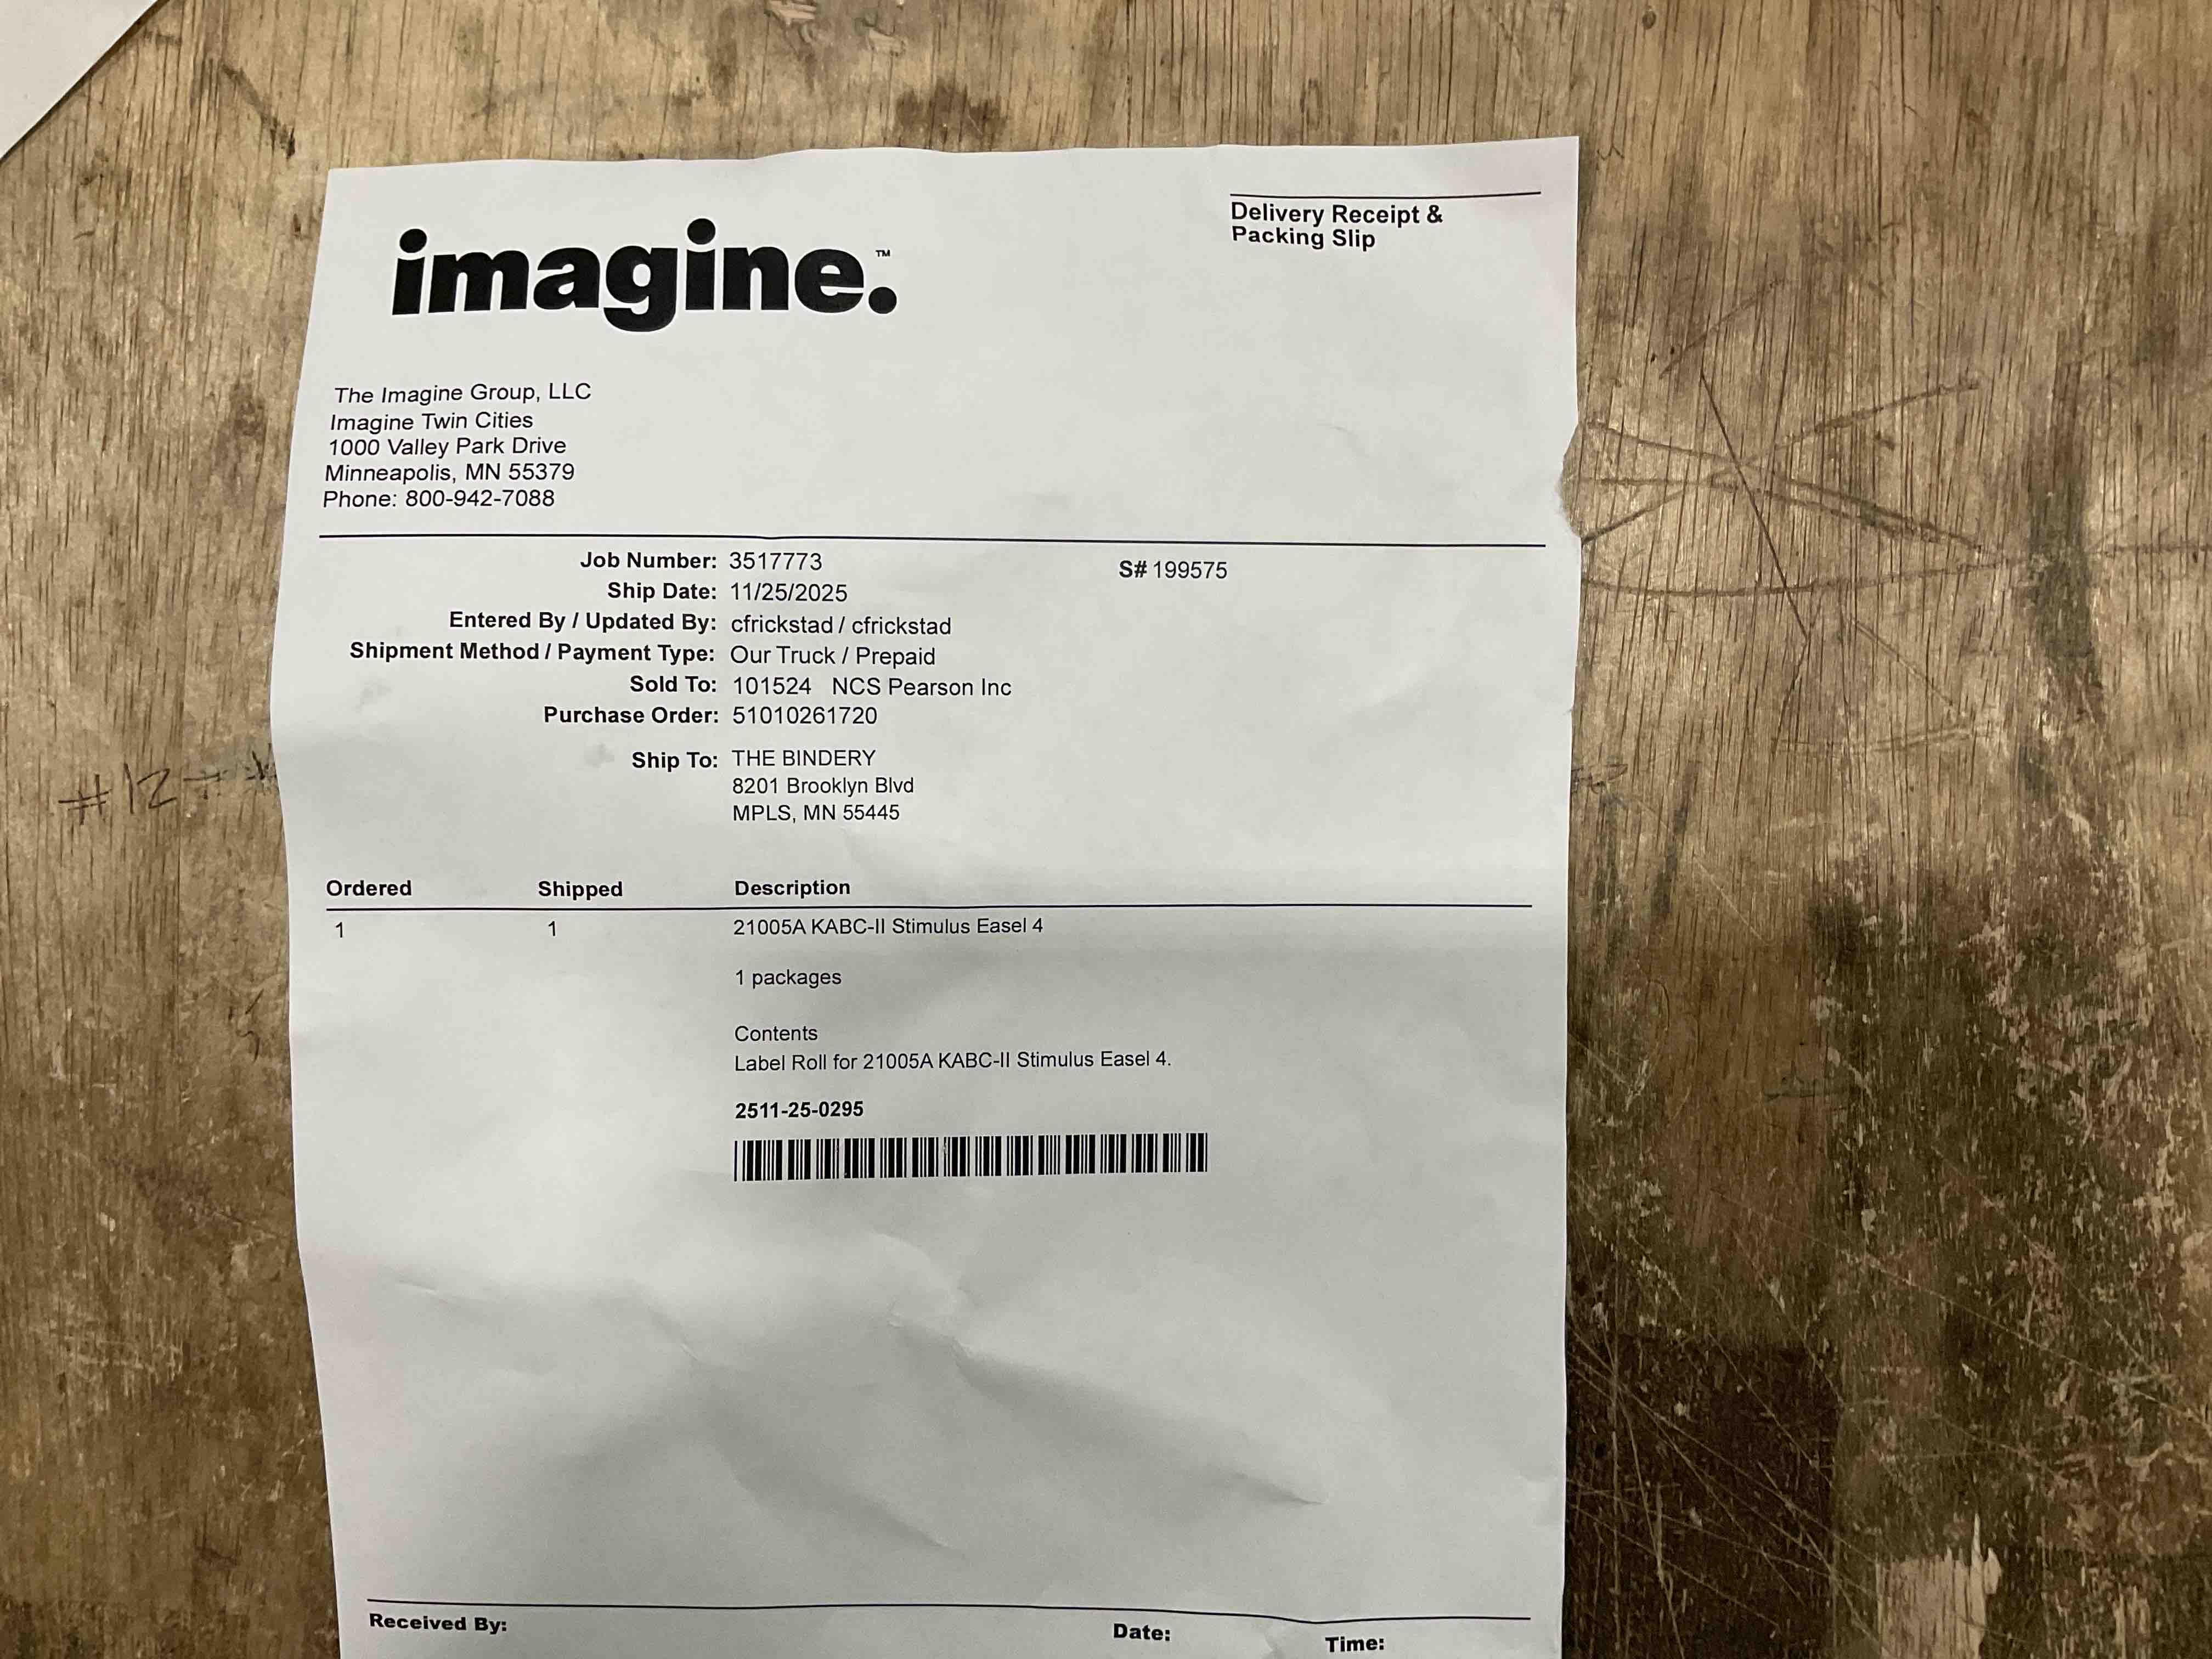 Delivery Receipt &
Packing Slip
imagine.™
The Imagine Group, LLC
Imagine Twin Cities
1000 Valley Park Drive
Minneapolis, MN 55379
Phone: 800-942-7088
Job Number: 3517773 S# 199575
Ship Date: 11/25/2025
Entered By / Updated By: cfrickstad / cfrickstad
Shipment Method / Payment Type: Our Truck / Prepaid
Sold To: 101524 NCS Pearson Inc
Purchase Order: 51010261720
Ship To: THE BINDERY
8201 Brooklyn Blvd
MPLS, MN 55445
#12
Ordered Shipped Description
1 1 21005A KABC-II Stimulus Easel 4
1 packages
Contents
Label Roll for 21005A KABC-II Stimulus Easel 4.
2511-25-0295
Received By: Date: Time: